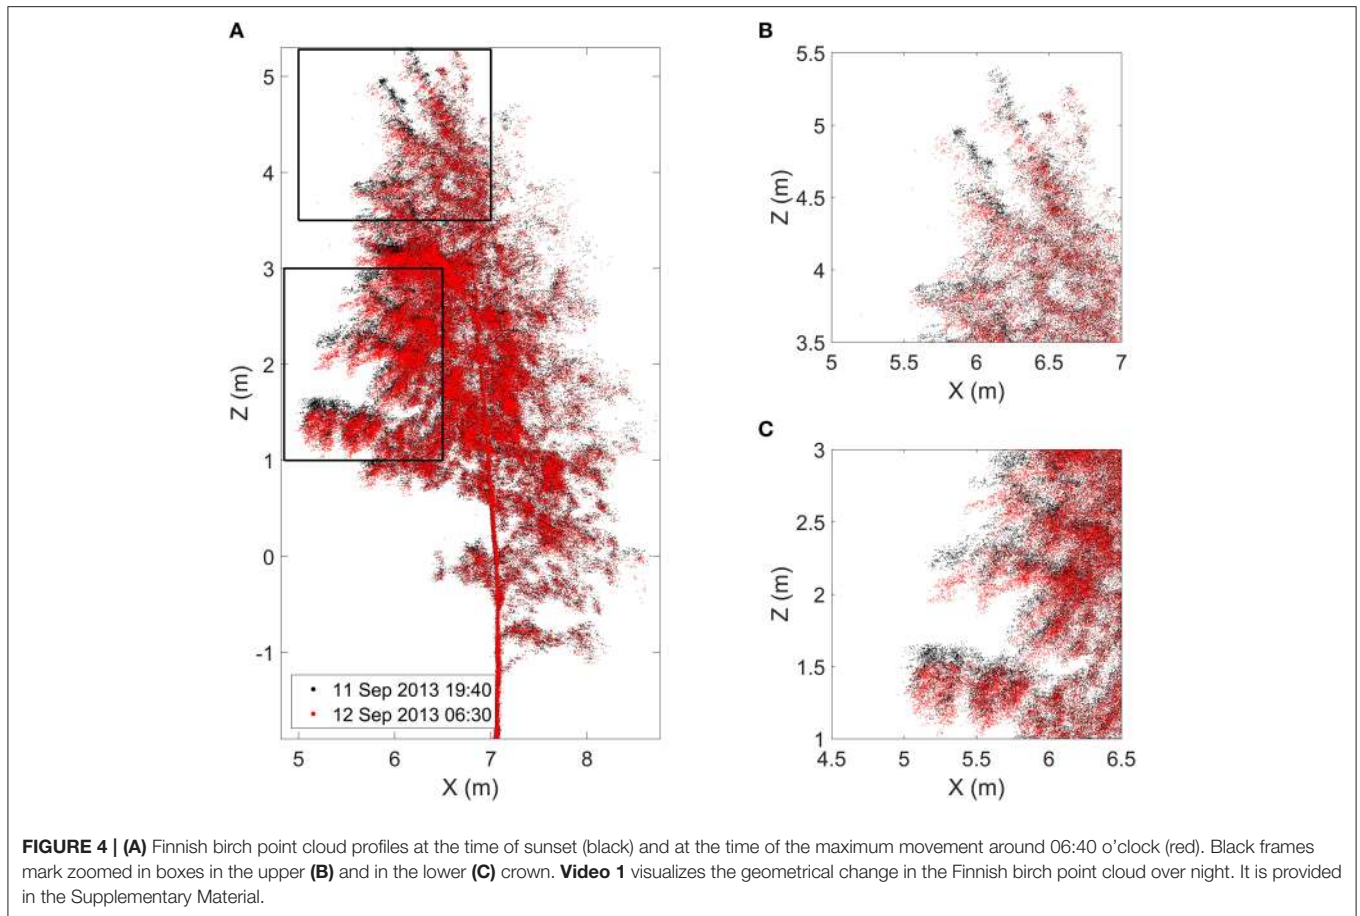 A
5
4
3
2
1
0
-1
Z (m)
11 Sep 2013 19:40
12 Sep 2013 06:30
5 6 7 8
X (m)
B
5.5
5
4.5
4
3.5
Z (m)
5 5.5 6 6.5 7
X (m)
C
3
2.5
2
1.5
1
Z (m)
4.5 5 5.5 6 6.5
X (m)
FIGURE 4 | (A) Finnish birch point cloud profiles at the time of sunset (black) and at the time of the maximum movement around 06:40 o'clock (red). Black frames
mark zoomed in boxes in the upper (B) and in the lower (C) crown. Video 1 visualizes the geometrical change in the Finnish birch point cloud over night. It is provided
in the Supplementary Material.